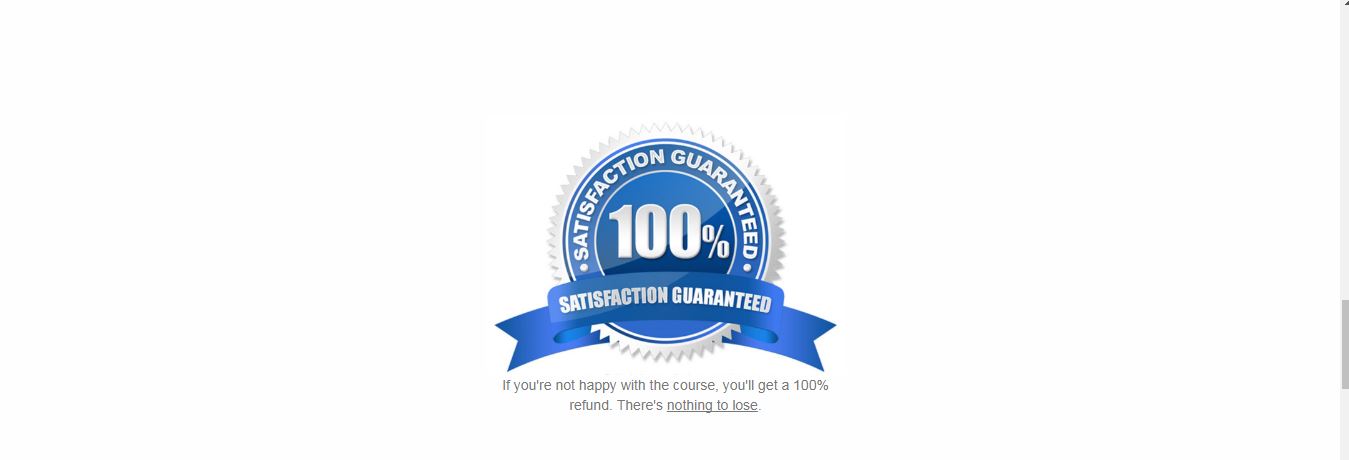 SATISFACTION GUARANTEED
100%
SATISFACTION GUARANTEED
If you're not happy with the course, you'll get a 100%
refund. There's nothing to lose.